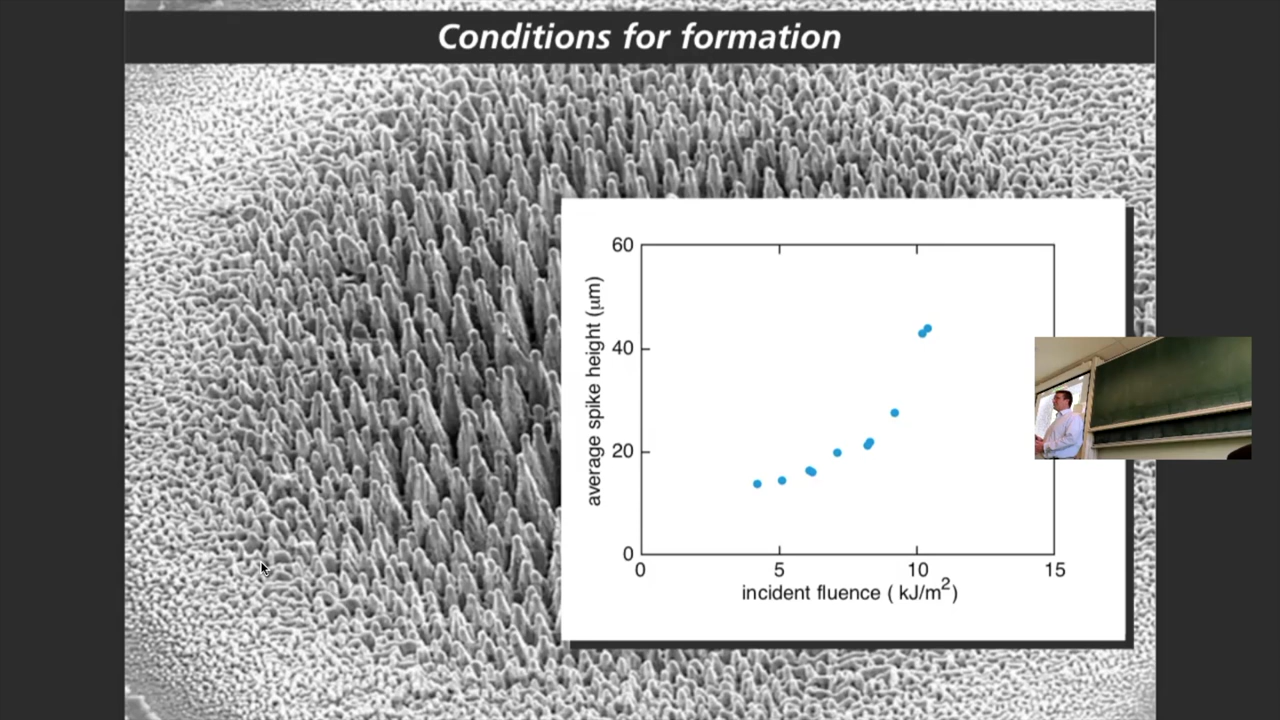 Conditions for formation
60
40
20
0
average spike height (μm)
0 5 10 15
incident fluence ( kJ/m²)